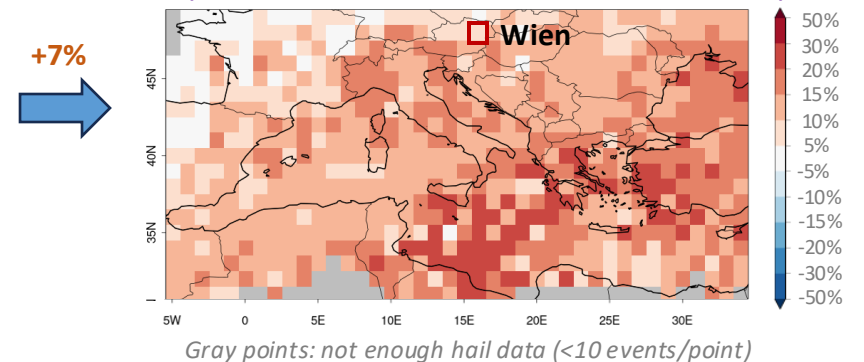 +7%
Wien
45N
40N
35N
5W 0 5E 10E 15E 20E 25E 30E
50%
30%
20%
15%
10%
5%
-5%
-10%
-15%
-20%
-30%
-50%
Gray points: not enough hail data (<10 events/point)